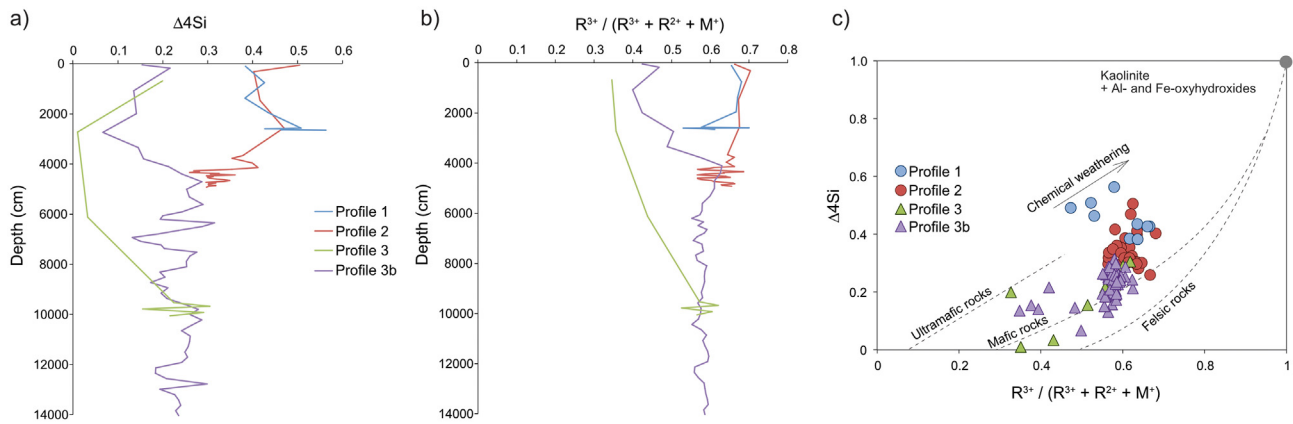 a)
Δ4Si
0 0.1 0.2 0.3 0.4 0.5 0.6
0
2000
4000
6000
8000
10000
12000
14000
Depth (cm)
Profile 1
Profile 2
Profile 3
Profile 3b
b)
R³⁺ / (R³⁺ + R²⁺ + M⁺)
0 0.1 0.2 0.3 0.4 0.5 0.6 0.7 0.8
0
2000
4000
6000
8000
10000
12000
14000
Depth (cm)
c)
1.0
0.8
0.6
0.4
0.2
0
Δ4Si
Kaolinite
+ Al- and Fe-oxyhydroxides
Profile 1
Profile 2
Profile 3
Profile 3b
Chemical weathering
Ultramafic rocks
Mafic rocks
Felsic rocks
0 0.2 0.4 0.6 0.8 1
R³⁺ / (R³⁺ + R²⁺ + M⁺)